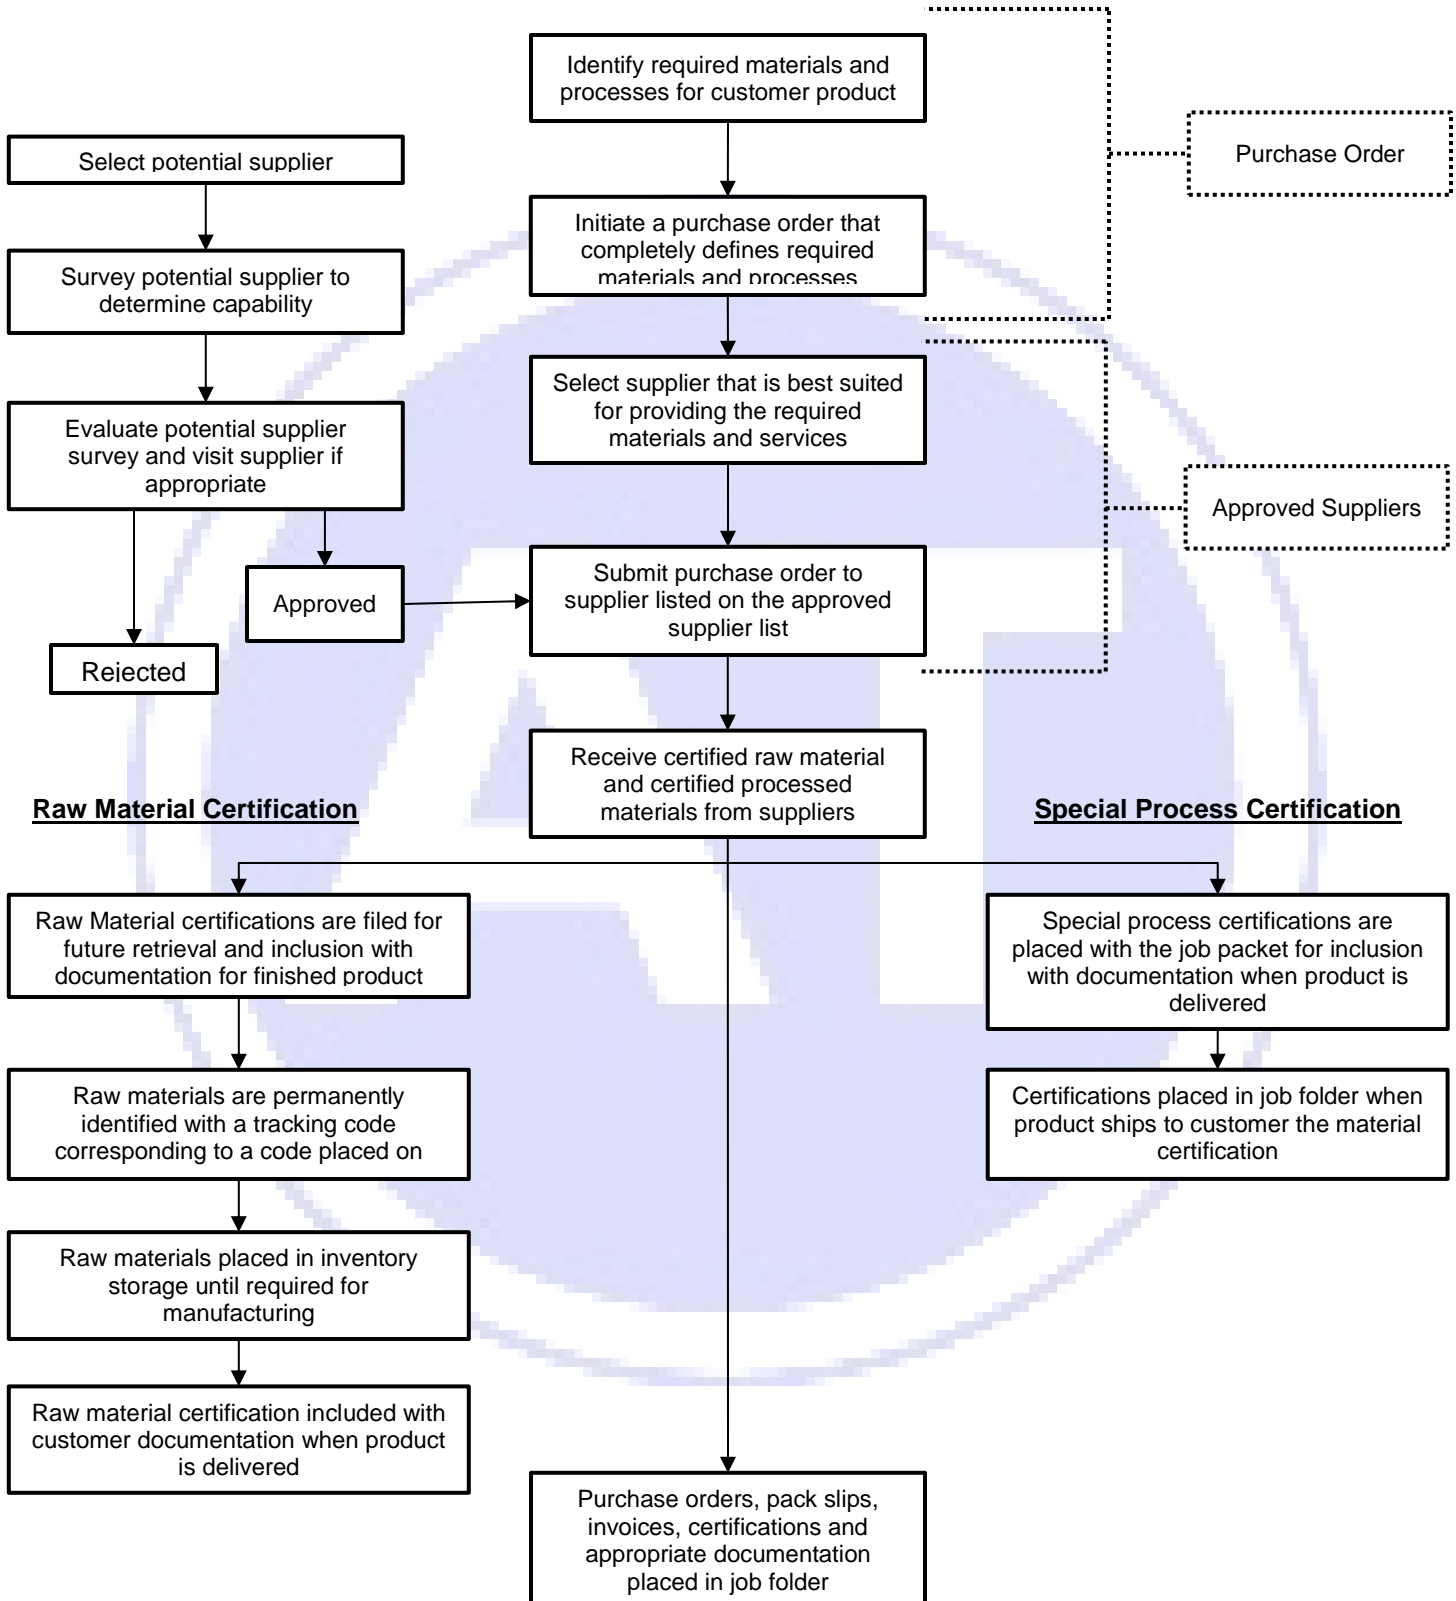 Identify required materials and
processes for customer product
Purchase Order
Select potential supplier
Initiate a purchase order that
completely defines required
materials and processes
Survey potential supplier to
determine capability
Select supplier that is best suited
for providing the required
materials and services
Evaluate potential supplier
survey and visit supplier if
appropriate
Approved Suppliers
Approved
Submit purchase order to
supplier listed on the approved
supplier list
Rejected
Receive certified raw material
and certified processed
materials from suppliers
Raw Material Certification
Special Process Certification
Raw Material certifications are filed for
future retrieval and inclusion with
documentation for finished product
Special process certifications are
placed with the job packet for inclusion
with documentation when product is
delivered
Raw materials are permanently
identified with a tracking code
corresponding to a code placed on
Certifications placed in job folder when
product ships to customer the material
certification
Raw materials placed in inventory
storage until required for
manufacturing
Raw material certification included with
customer documentation when product
is delivered
Purchase orders, pack slips,
invoices, certifications and
appropriate documentation
placed in job folder